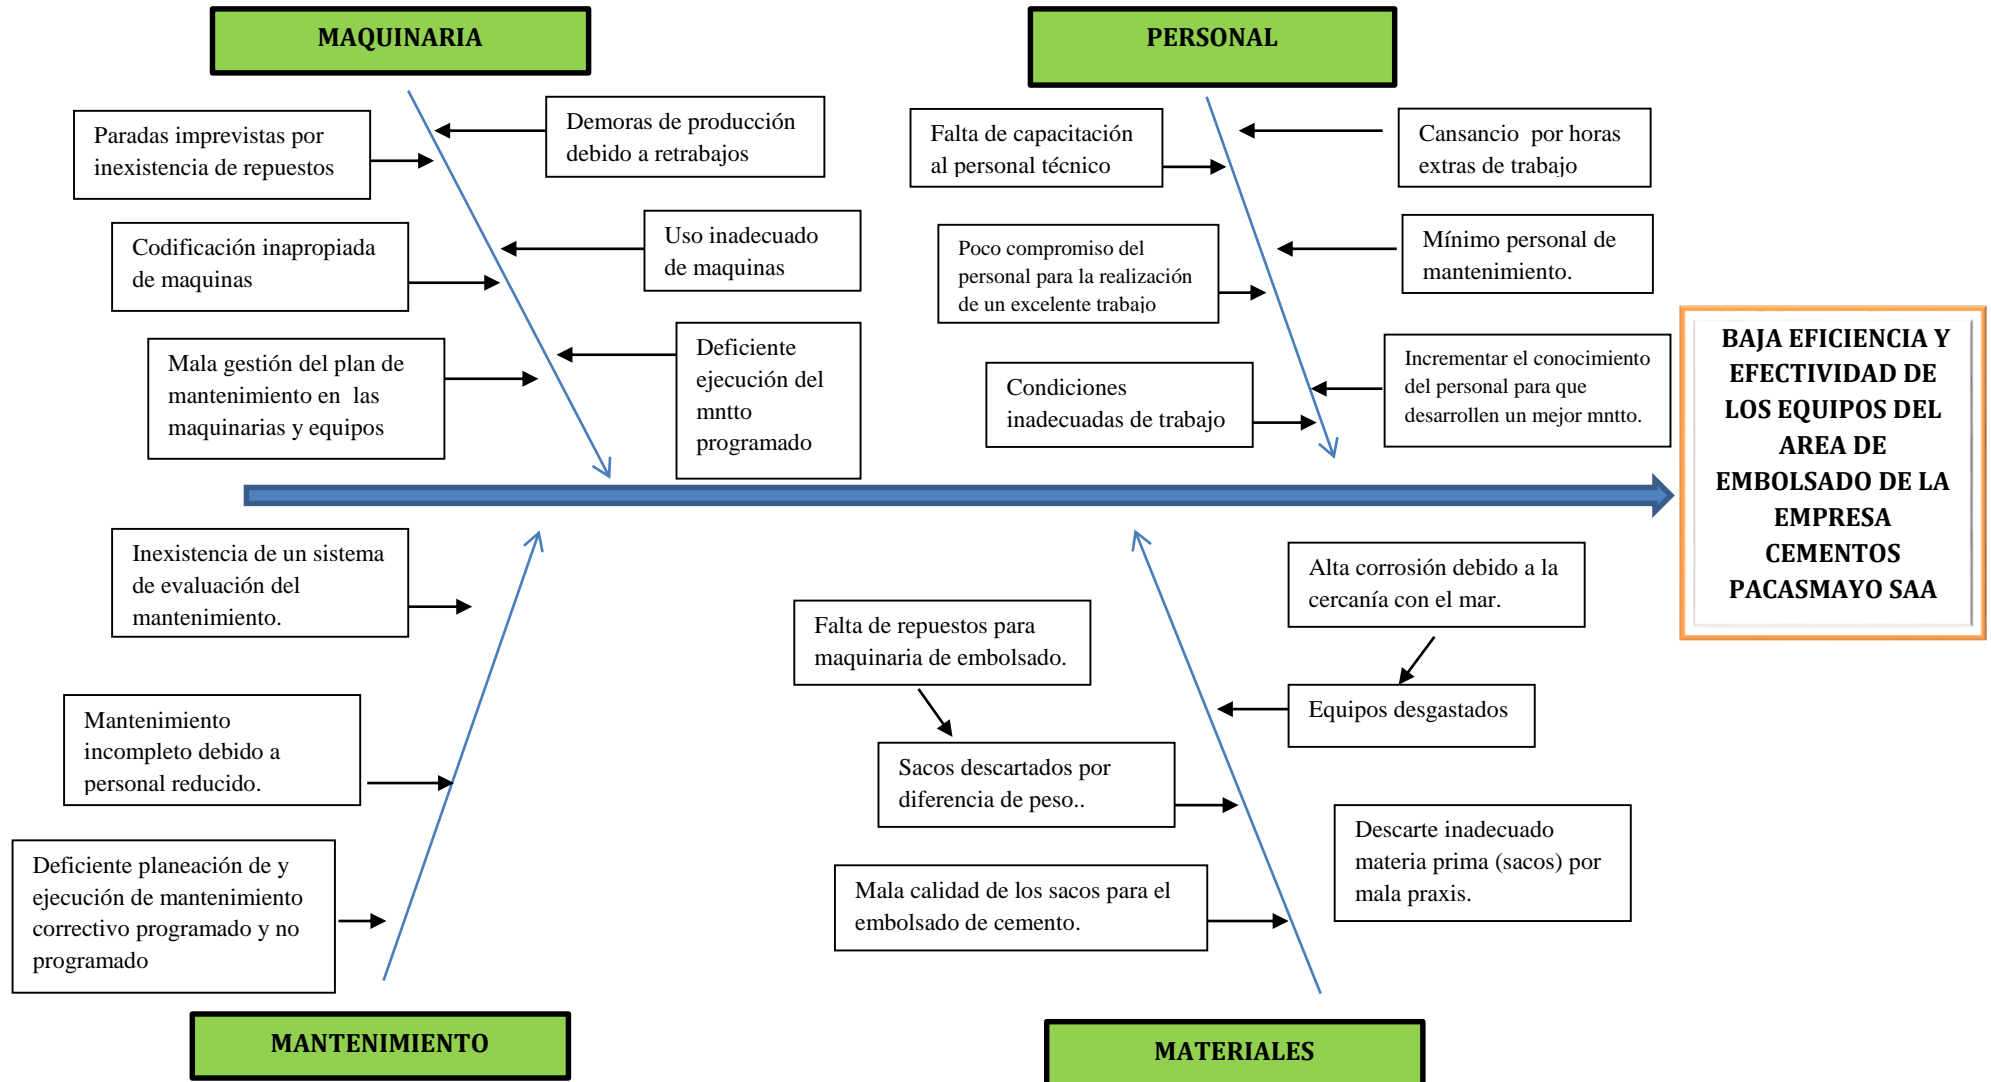 MAQUINARIA
PERSONAL
Paradas imprevistas por
inexistencia de repuestos
Demoras de producción
debido a retrabajos
Codificación inapropiada
de maquinas
Uso inadecuado
de maquinas
Mala gestión del plan de
mantenimiento en las
maquinarias y equipos
Deficiente
ejecución del
mntto
programado
Falta de capacitación
al personal técnico
Cansancio por horas
extras de trabajo
Poco compromiso del
personal para la realización
de un excelente trabajo
Mínimo personal de
mantenimiento.
Condiciones
inadecuadas de trabajo
Incrementar el conocimiento
del personal para que
desarrollen un mejor mntto.
BAJA EFICIENCIA Y
EFECTIVIDAD DE
LOS EQUIPOS DEL
AREA DE
EMBOLSADO DE LA
EMPRESA
CEMENTOS
PACASMAYO SAA
Inexistencia de un sistema
de evaluación del
mantenimiento.
Mantenimiento
incompleto debido a
personal reducido.
Deficiente planeación de y
ejecución de mantenimiento
correctivo programado y no
programado
Alta corrosión debido a la
cercanía con el mar.
Falta de repuestos para
maquinaria de embolsado.
Equipos desgastados
Sacos descartados por
diferencia de peso..
Descarte inadecuado
materia prima (sacos) por
mala praxis.
Mala calidad de los sacos para el
embolsado de cemento.
MANTENIMIENTO
MATERIALES